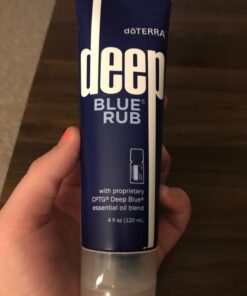 dōTERRA
deep
BLUE®
RUB
with proprietary
CPTG® Deep Blue®
essential oil blend
4 fl oz (120 mL)